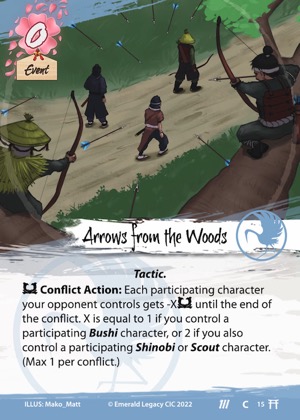 0
Event
Arrows from the Woods
Tactic.
Conflict Action: Each participating character
your opponent controls gets -X until the end of
the conflict. X is equal to 1 if you control a
participating Bushi character, or 2 if you also
control a participating Shinobi or Scout character.
(Max 1 per conflict.)
ILLUS: Mako_Matt © Emerald Legacy CIC 2022 C 15